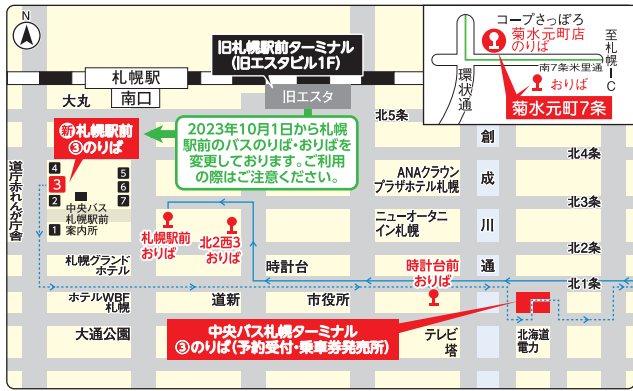 N
旧札幌駅前ターミナル
(旧エスタビル1F)
札幌駅
南口
旧エスタ
大丸
コープさっぽろ
菊水元町店
のりば
至札幌IC
南7条米里通
おりば
環状通
菊水元町7条
北5条
新札幌駅前
③のりば
2023年10月1日から札幌
駅前のバスのりば・おりばを
変更しております。ご利用
の際はご注意ください。
創成川通
北4条
道庁赤れんが庁舎
4
3
2
1
5
6
7
中央バス
札幌駅前
案内所
ANAクラウン
プラザホテル札幌
北3条
札幌駅前
おりば
北2西3
おりば
ニューオータニ
イン札幌
北2条
札幌グランド
ホテル
時計台
時計台前
おりば
北1条
ホテルWBF
札幌
道新
市役所
大通公園
中央バス札幌ターミナル
③のりば(予約受付・乗車券発売所)
テレビ
塔
北海道
電力